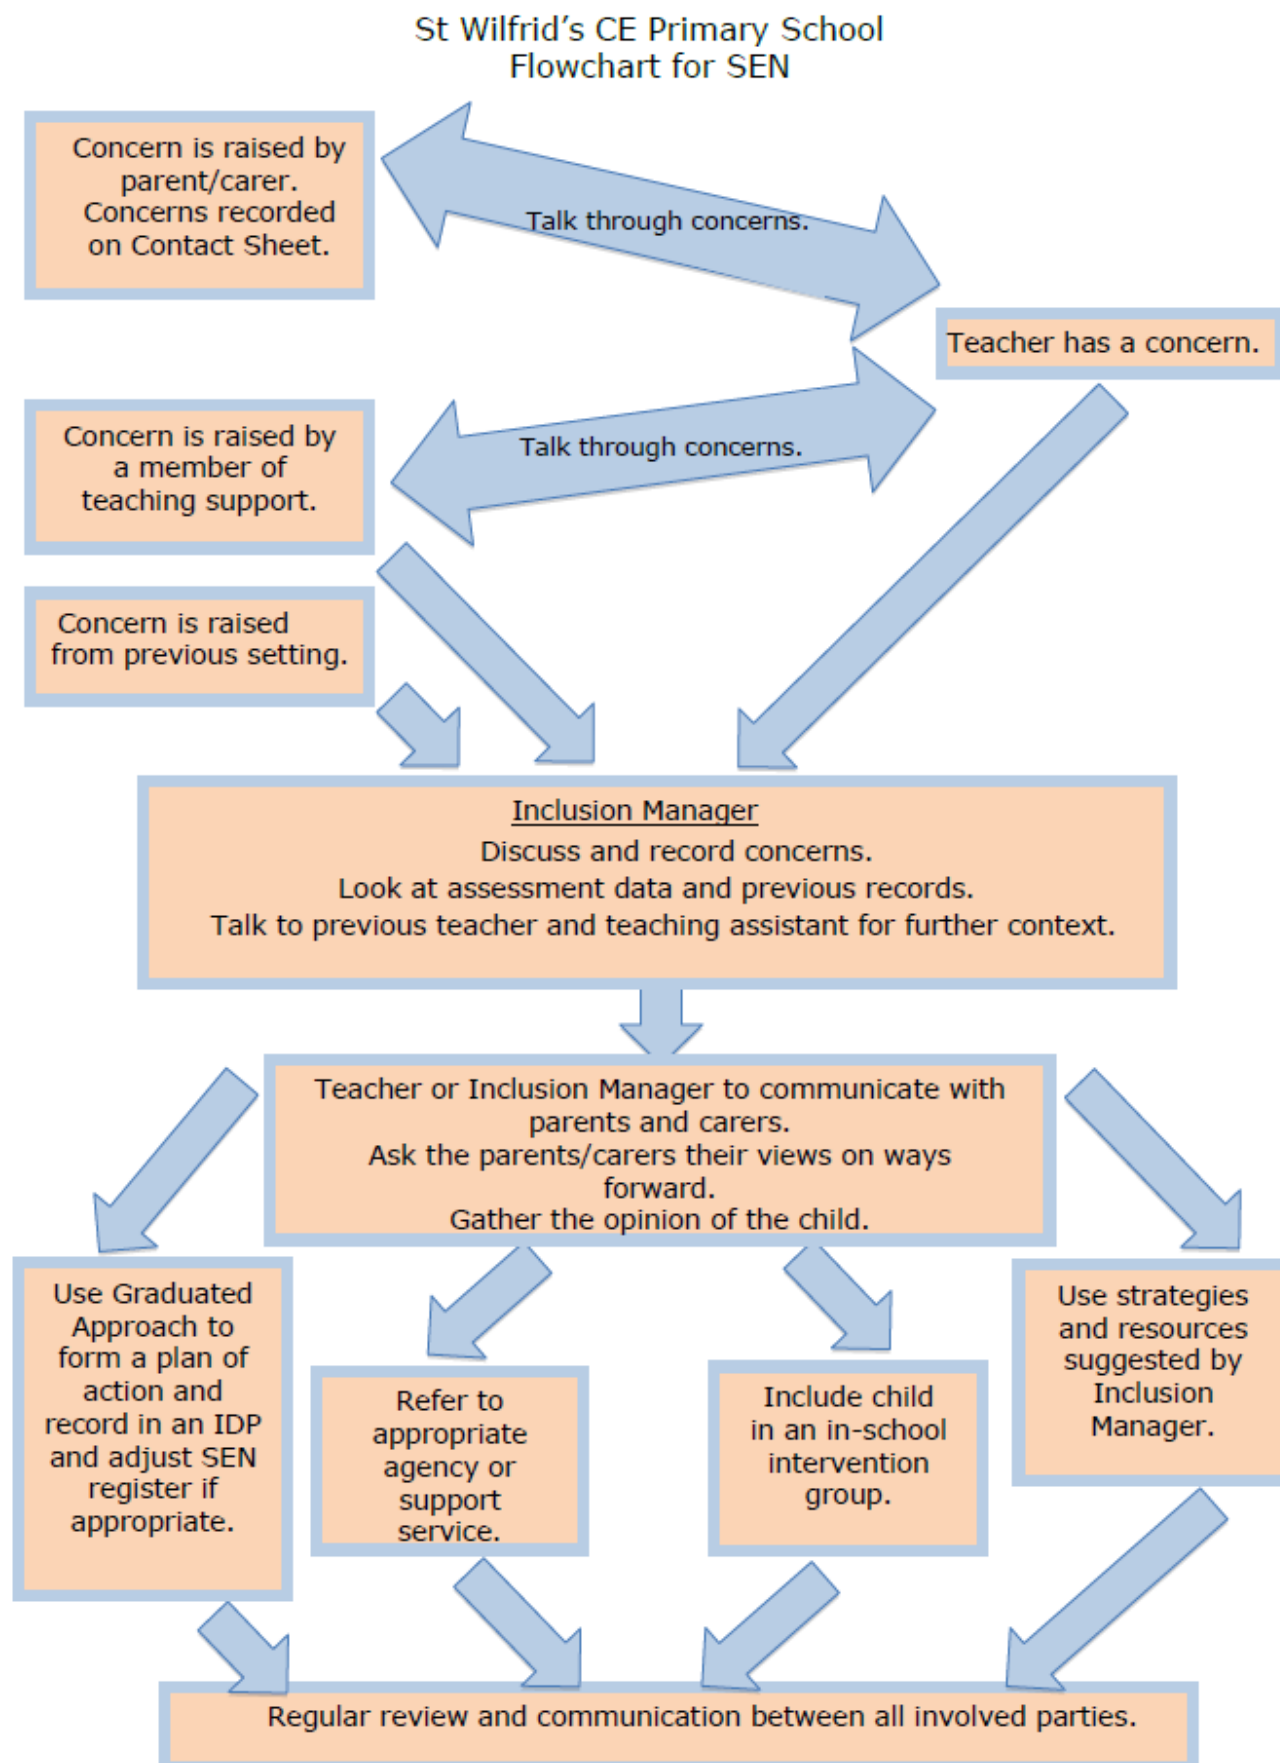 St Wilfrid's CE Primary School
Flowchart for SEN
Concern is raised by
parent/carer.
Concerns recorded
on Contact Sheet.
Talk through concerns.
Teacher has a concern.
Concern is raised by
a member of
teaching support.
Talk through concerns.
Concern is raised
from previous setting.
Inclusion Manager
Discuss and record concerns.
Look at assessment data and previous records.
Talk to previous teacher and teaching assistant for further context.
Teacher or Inclusion Manager to communicate with
parents and carers.
Ask the parents/carers their views on ways
forward.
Gather the opinion of the child.
Use Graduated
Approach to
form a plan of
action and
record in an IDP
and adjust SEN
register if
appropriate.
Refer to
appropriate
agency or
support
service.
Include child
in an in-school
intervention
group.
Use strategies
and resources
suggested by
Inclusion
Manager.
Regular review and communication between all involved parties.